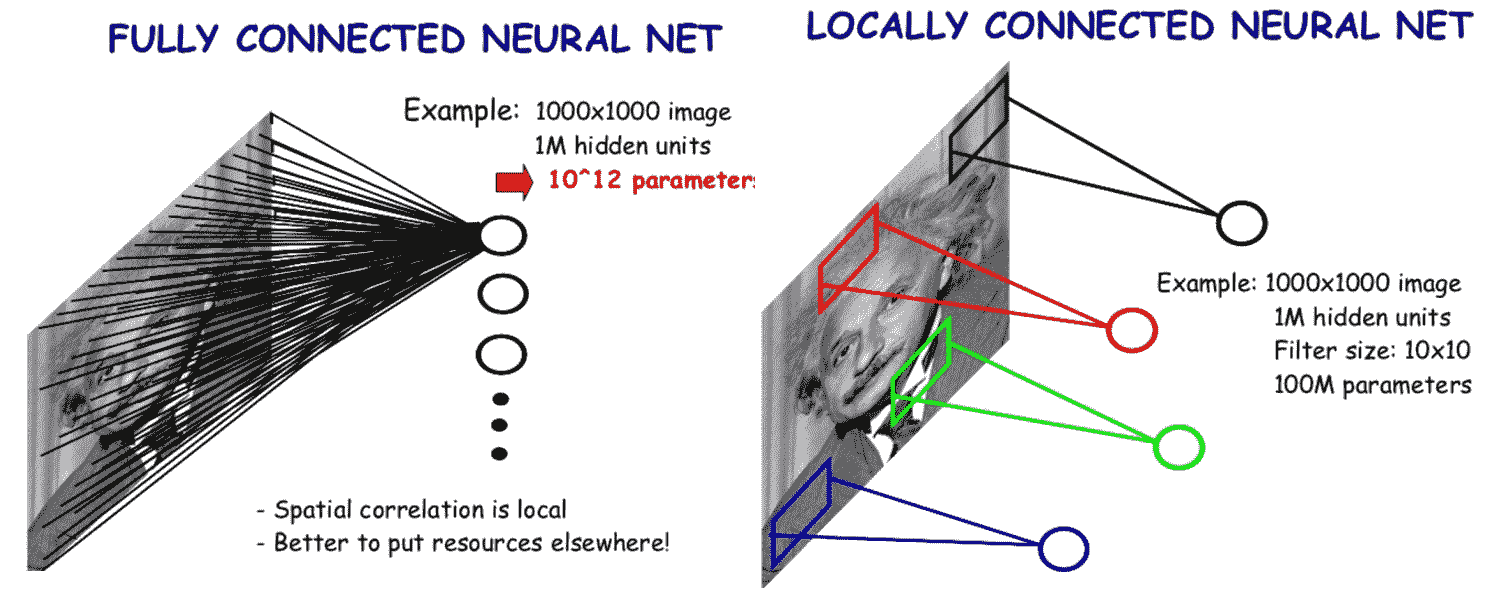 FULLY CONNECTED NEURAL NET
Example: 1000x1000 image
1M hidden units
10^12 parameters
- Spatial correlation is local
- Better to put resources elsewhere!
LOCALLY CONNECTED NEURAL NET
Example: 1000x1000 image
1M hidden units
Filter size: 10x10
100M parameters